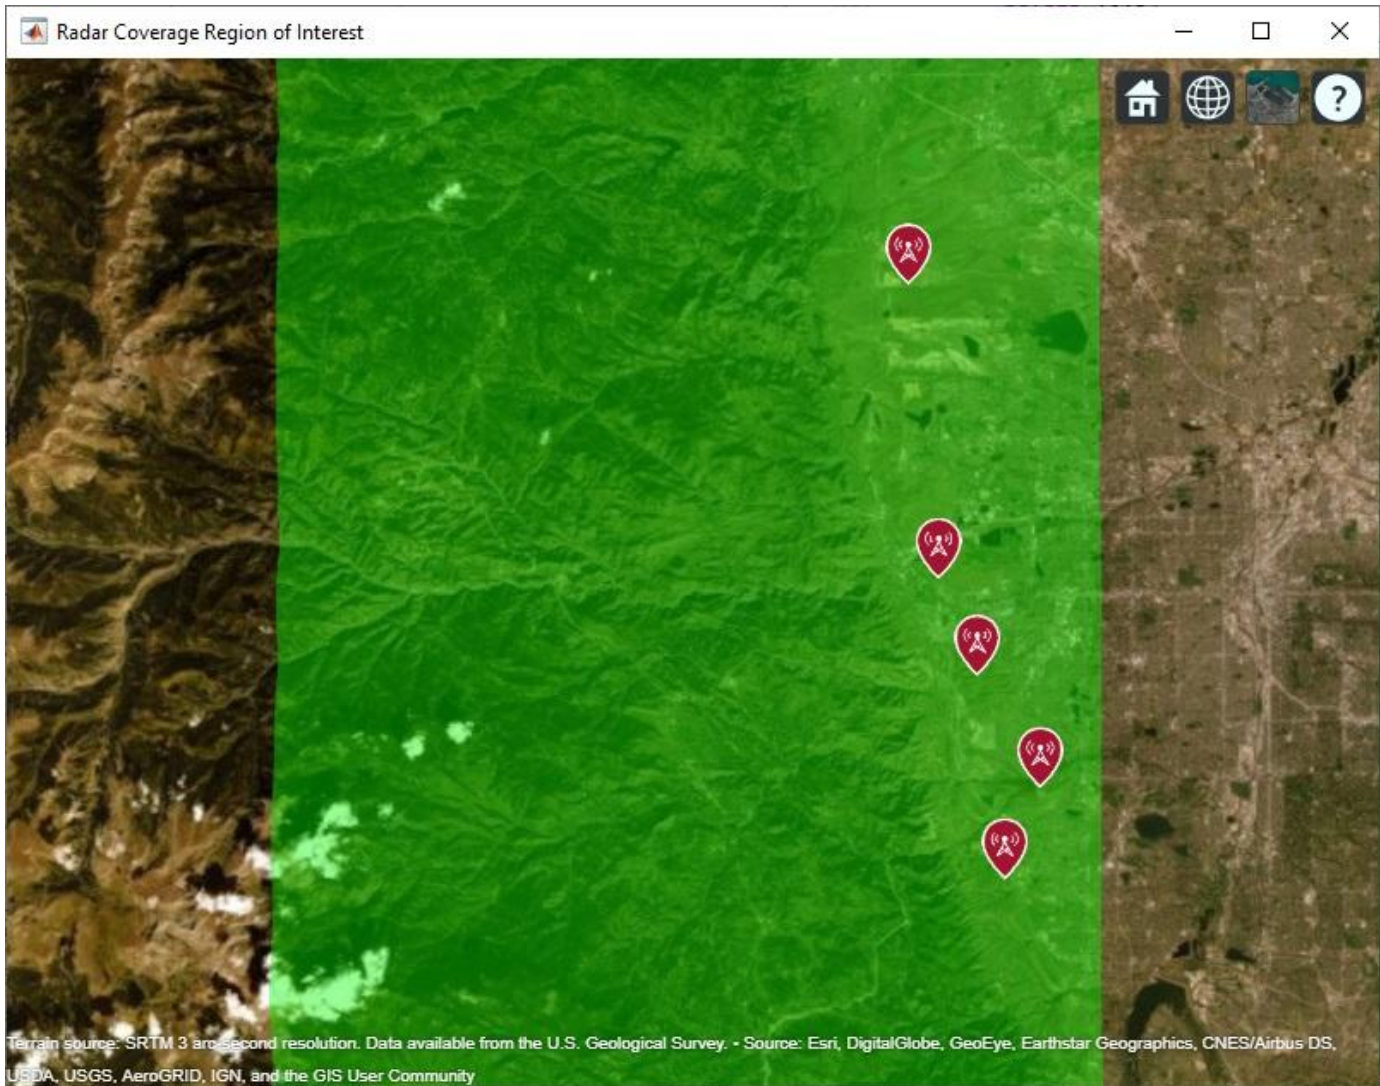 Radar Coverage Region of Interest
?
Terrain source: SRTM 3 arc-second resolution. Data available from the U.S. Geological Survey. - Source: Esri, DigitalGlobe, GeoEye, Earthstar Geographics, CNES/Airbus DS,
USDA, USGS, AeroGRID, IGN, and the GIS User Community